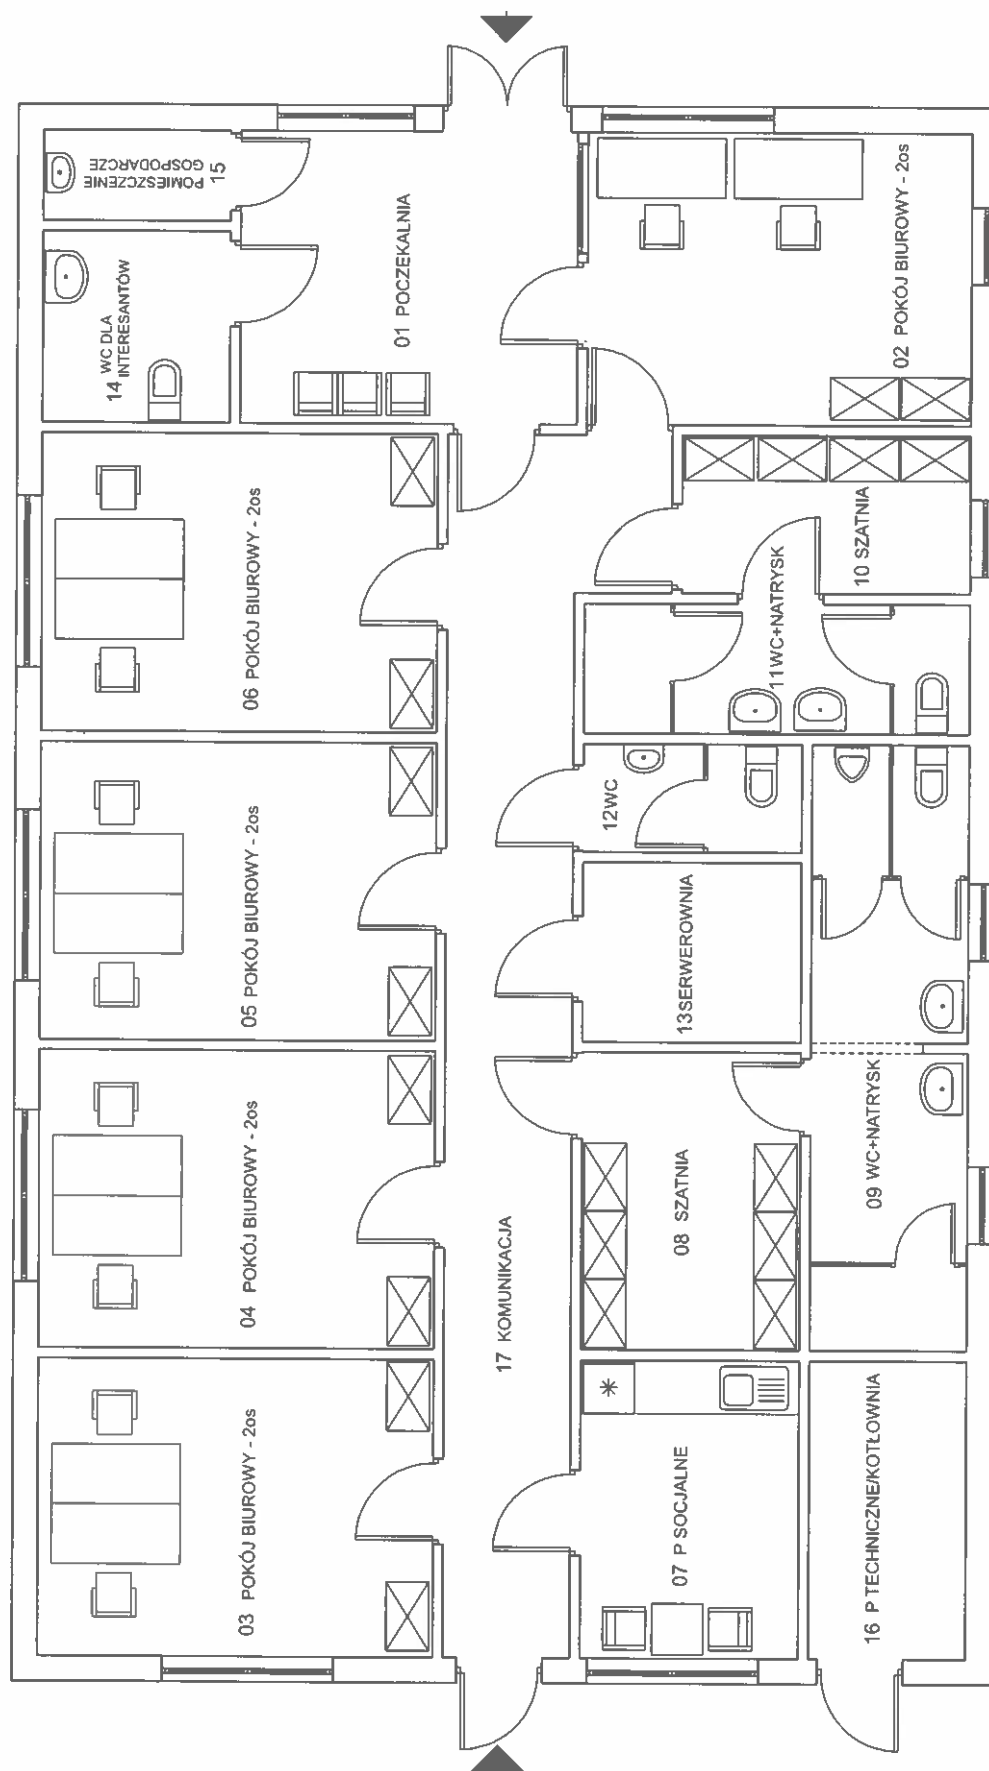 15
POMIESZCZENIE
GOSPODARCZE
14 WC DLA
INTERESANTÓW
01 POCZEKALNIA
02 POKÓJ BIUROWY - 2os
06 POKÓJ BIUROWY - 2os
10 SZATNIA
11WC+NATRYSK
05 POKÓJ BIUROWY - 2os
12WC
13SERWEROWNIA
04 POKÓJ BIUROWY - 2os
17 KOMUNIKACJA
08 SZATNIA
09 WC+NATRYSK
03 POKÓJ BIUROWY - 2os
07 P SOCJALNE
16 P TECHNICZNE/KOTŁOWNIA